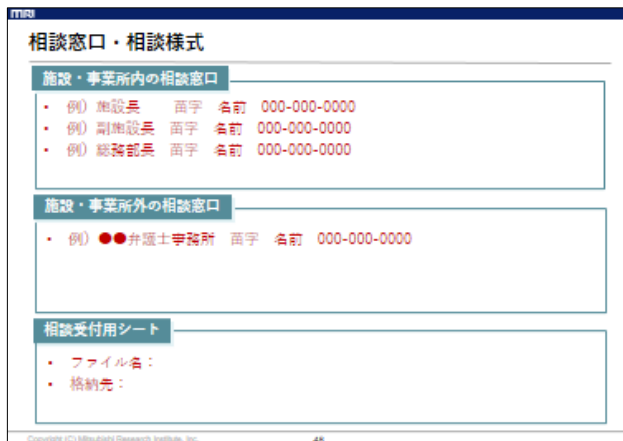 MRI
相談窓口・相談様式
施設・事業所内の相談窓口
・ 例）施設長 苗字 名前 000-000-0000
・ 例）副施設長 苗字 名前 000-000-0000
・ 例）総務部長 苗字 名前 000-000-0000
施設・事業所外の相談窓口
・ 例）●●弁護士事務所 苗字 名前 000-000-0000
相談受付用シート
・ ファイル名：
・ 格納先：
Copyright (C) Mitsubishi Research Institute, Inc.
48